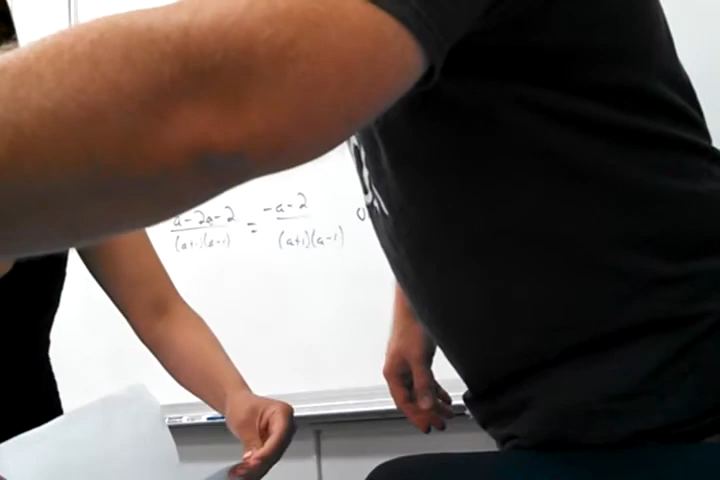 a-2a-2 / (a+1)(a-1) = -a-2 / (a+1)(a-1)